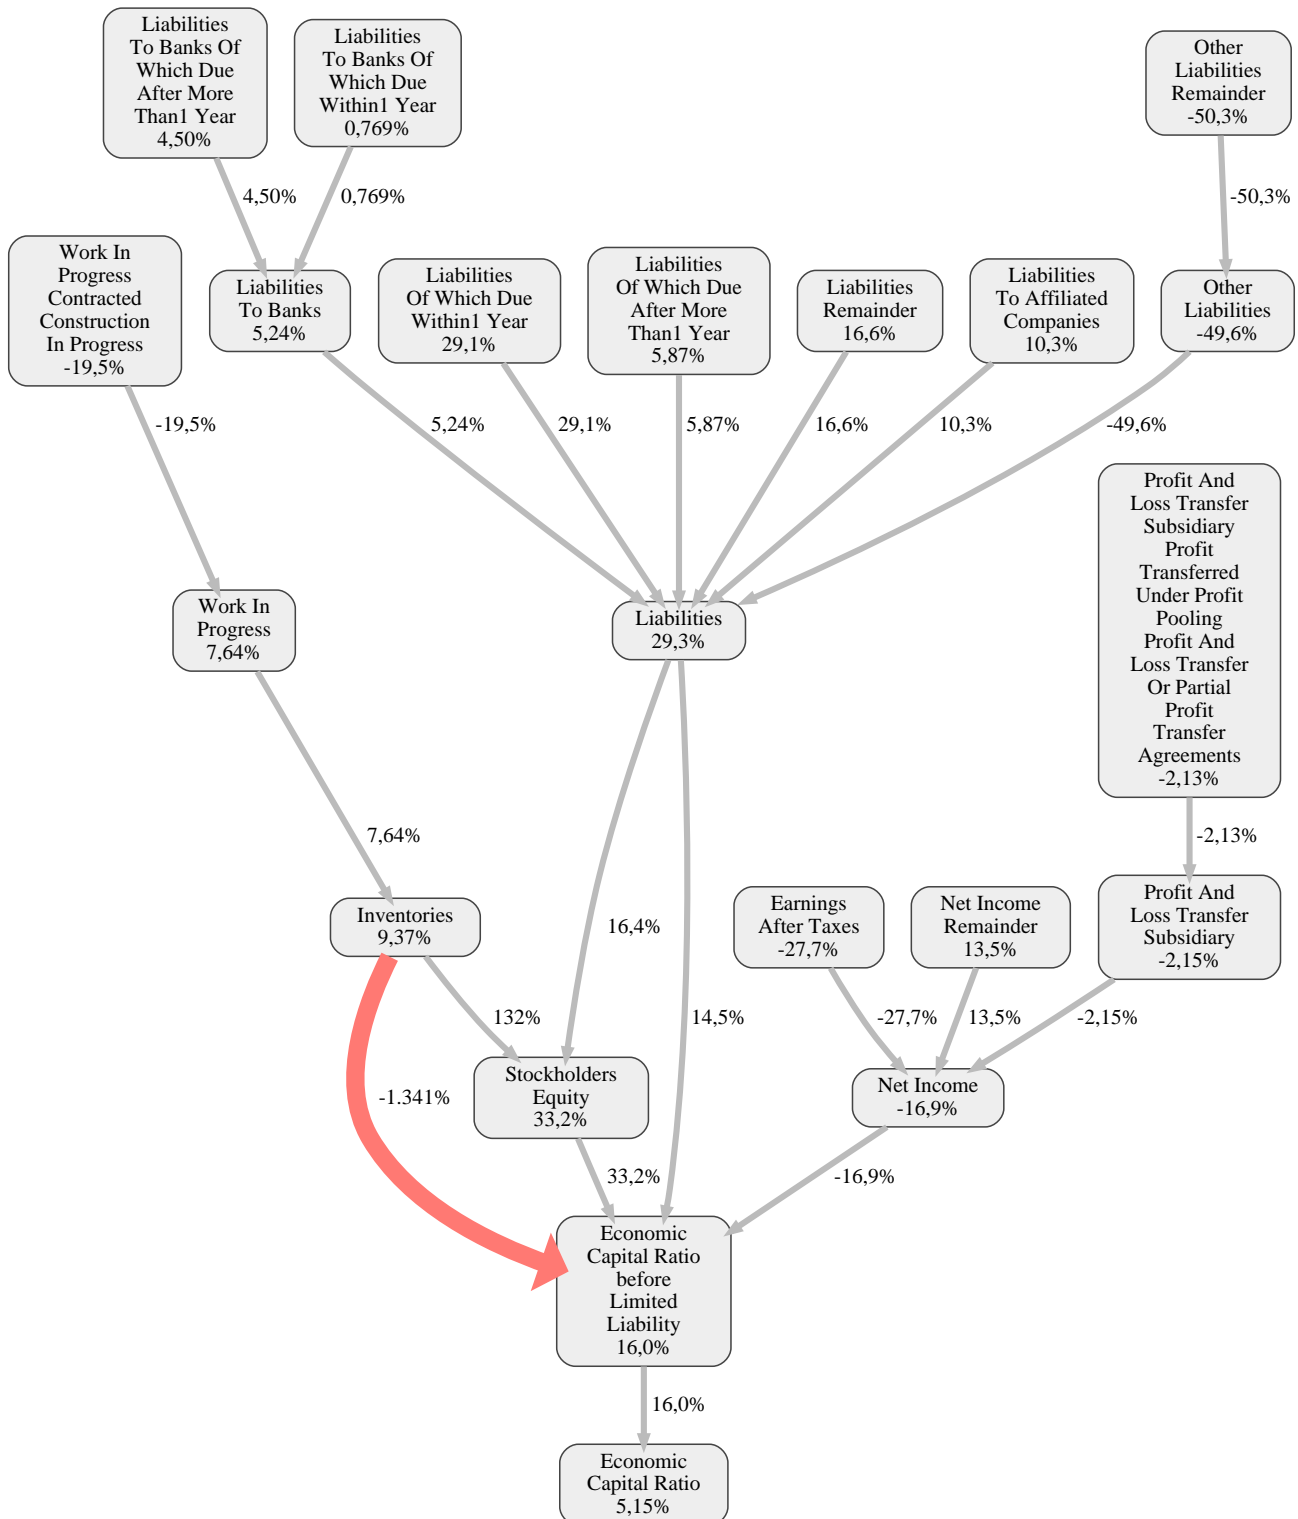 Liabilities
To Banks Of
Which Due
After More
Than1 Year
4,50%
Liabilities
To Banks Of
Which Due
Within1 Year
0,769%
Other
Liabilities
Remainder
-50,3%
4,50%
0,769%
-50,3%
Work In
Progress
Contracted
Construction
In Progress
-19,5%
Liabilities
To Banks
5,24%
Liabilities
Of Which Due
Within1 Year
29,1%
Liabilities
Of Which Due
After More
Than1 Year
5,87%
Liabilities
Remainder
16,6%
Liabilities
To Affiliated
Companies
10,3%
Other
Liabilities
-49,6%
-19,5%
5,24%
29,1%
5,87%
16,6%
10,3%
-49,6%
Profit And
Loss Transfer
Subsidiary
Profit
Transferred
Under Profit
Pooling
Profit And
Loss Transfer
Or Partial
Profit
Transfer
Agreements
-2,13%
Work In
Progress
7,64%
Liabilities
29,3%
7,64%
-2,13%
Inventories
9,37%
16,4%
Earnings
After Taxes
-27,7%
Net Income
Remainder
13,5%
Profit And
Loss Transfer
Subsidiary
-2,15%
132%
14,5%
-27,7%
13,5%
-2,15%
-1.341%
Stockholders
Equity
33,2%
Net Income
-16,9%
33,2%
-16,9%
Economic
Capital Ratio
before
Limited
Liability
16,0%
16,0%
Economic
Capital Ratio
5,15%